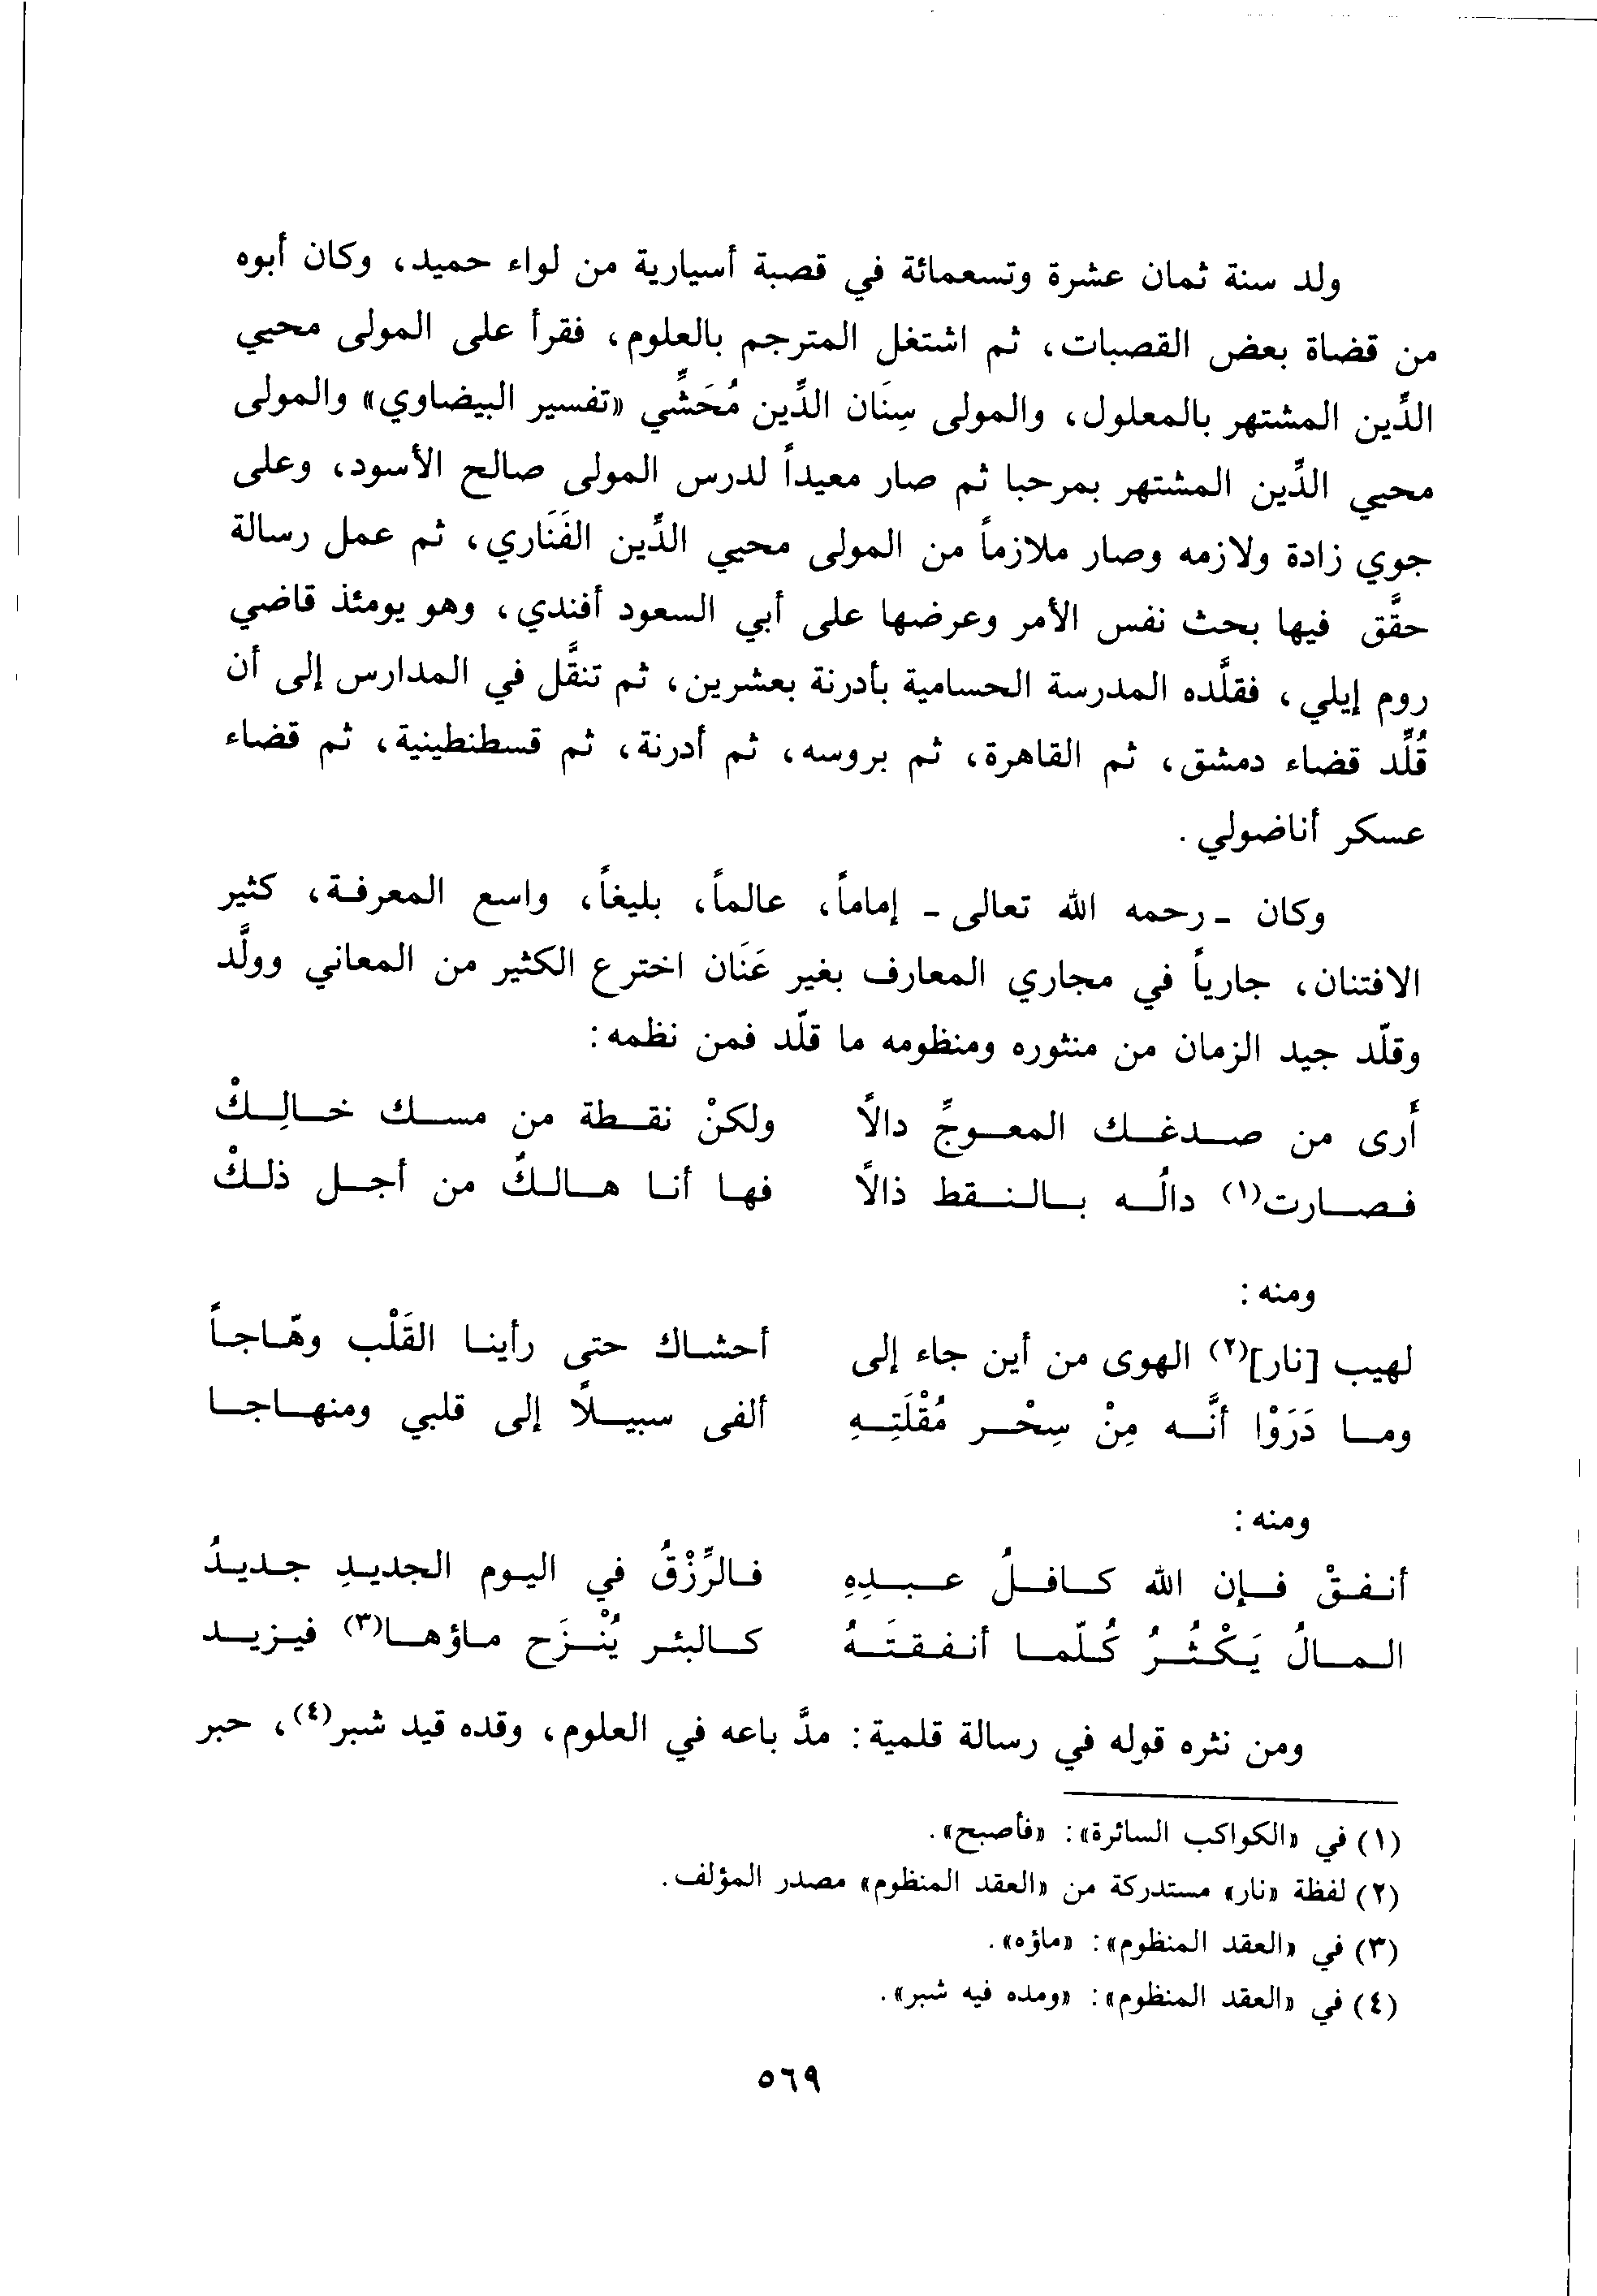 ولد سنة ثمان عشرة وتسعمائة في قصبة أسيارية من لواء حميد، وكان أبوه
من قضاة بعض القصبات، ثم اشتغل المترجم بالعلوم، فقرأ على المولى محيي
الدِّين المشتهر بالمعلول، والمولى سِنَان الدِّين مُحَشِّي «تفسير البيضاوي» والمولى
محيي الدِّين المشتهر بمرحبا ثم صار معيداً لدرس المولى صالح الأسود، وعلى
جوي زادة ولازمه وصار ملازماً من المولى محيي الدِّين الفَنَاري، ثم عمل رسالة
حقَّق فيها بحث نفس الأمر وعرضها على أبي السعود أفندي، وهو يومئذ قاضي
روم إيلي، فقلَّده المدرسة الحسامية بأدرنة بعشرين، ثم تنقَّل في المدارس إلى أن
قُلِّد قضاء دمشق، ثم القاهرة، ثم بروسه، ثم أدرنة، ثم قسطنطينية، ثم قضاء
عسكر أناضولي.
وكان - رحمه الله تعالى - إماماً، عالماً، بليغاً، واسع المعرفة، كثير
الافتنان، جارياً في مجاري المعارف بغير عَنَان اخترع الكثير من المعاني وولَّد
وقلّد جيد الزمان من منثوره ومنظومه ما قلّد فمن نظمه:
أَرى من صدغك المعوجِّ دالاً ولكنْ نقطة من مسك خالِكْ
فصارت(١) دالُه بالنقط ذالاً فها أنا هالكٌ من أجل ذلكْ
ومنه:
لهيب [نار](٢) الهوى من أين جاء إلى أحشاك حتى رأينا القَلْب وهّاجاً
وما دَرَوْا أنَّه مِنْ سِحْر مُقْلَتِهِ ألفى سبيلاً إلى قلبي ومنهاجا
ومنه:
أنفقْ فإن الله كافلُ عبدِهِ فالرِّزْقُ في اليوم الجديدِ جديدُ
المالُ يَكْثُرُ كُلّما أنفقتَهُ كالبئر يُنْزَح ماؤها(٣) فيزيد
ومن نثره قوله في رسالة قلمية: مدَّ باعه في العلوم، وقده قيد شبر(٤)، حبر
(١) في «الكواكب السائرة»: «فأصبح».
(٢) لفظة «نار» مستدركة من «العقد المنظوم» مصدر المؤلف.
(٣) في «العقد المنظوم»: «ماؤه».
(٤) في «العقد المنظوم»: «ومده فيه شبر».
٥٦٩